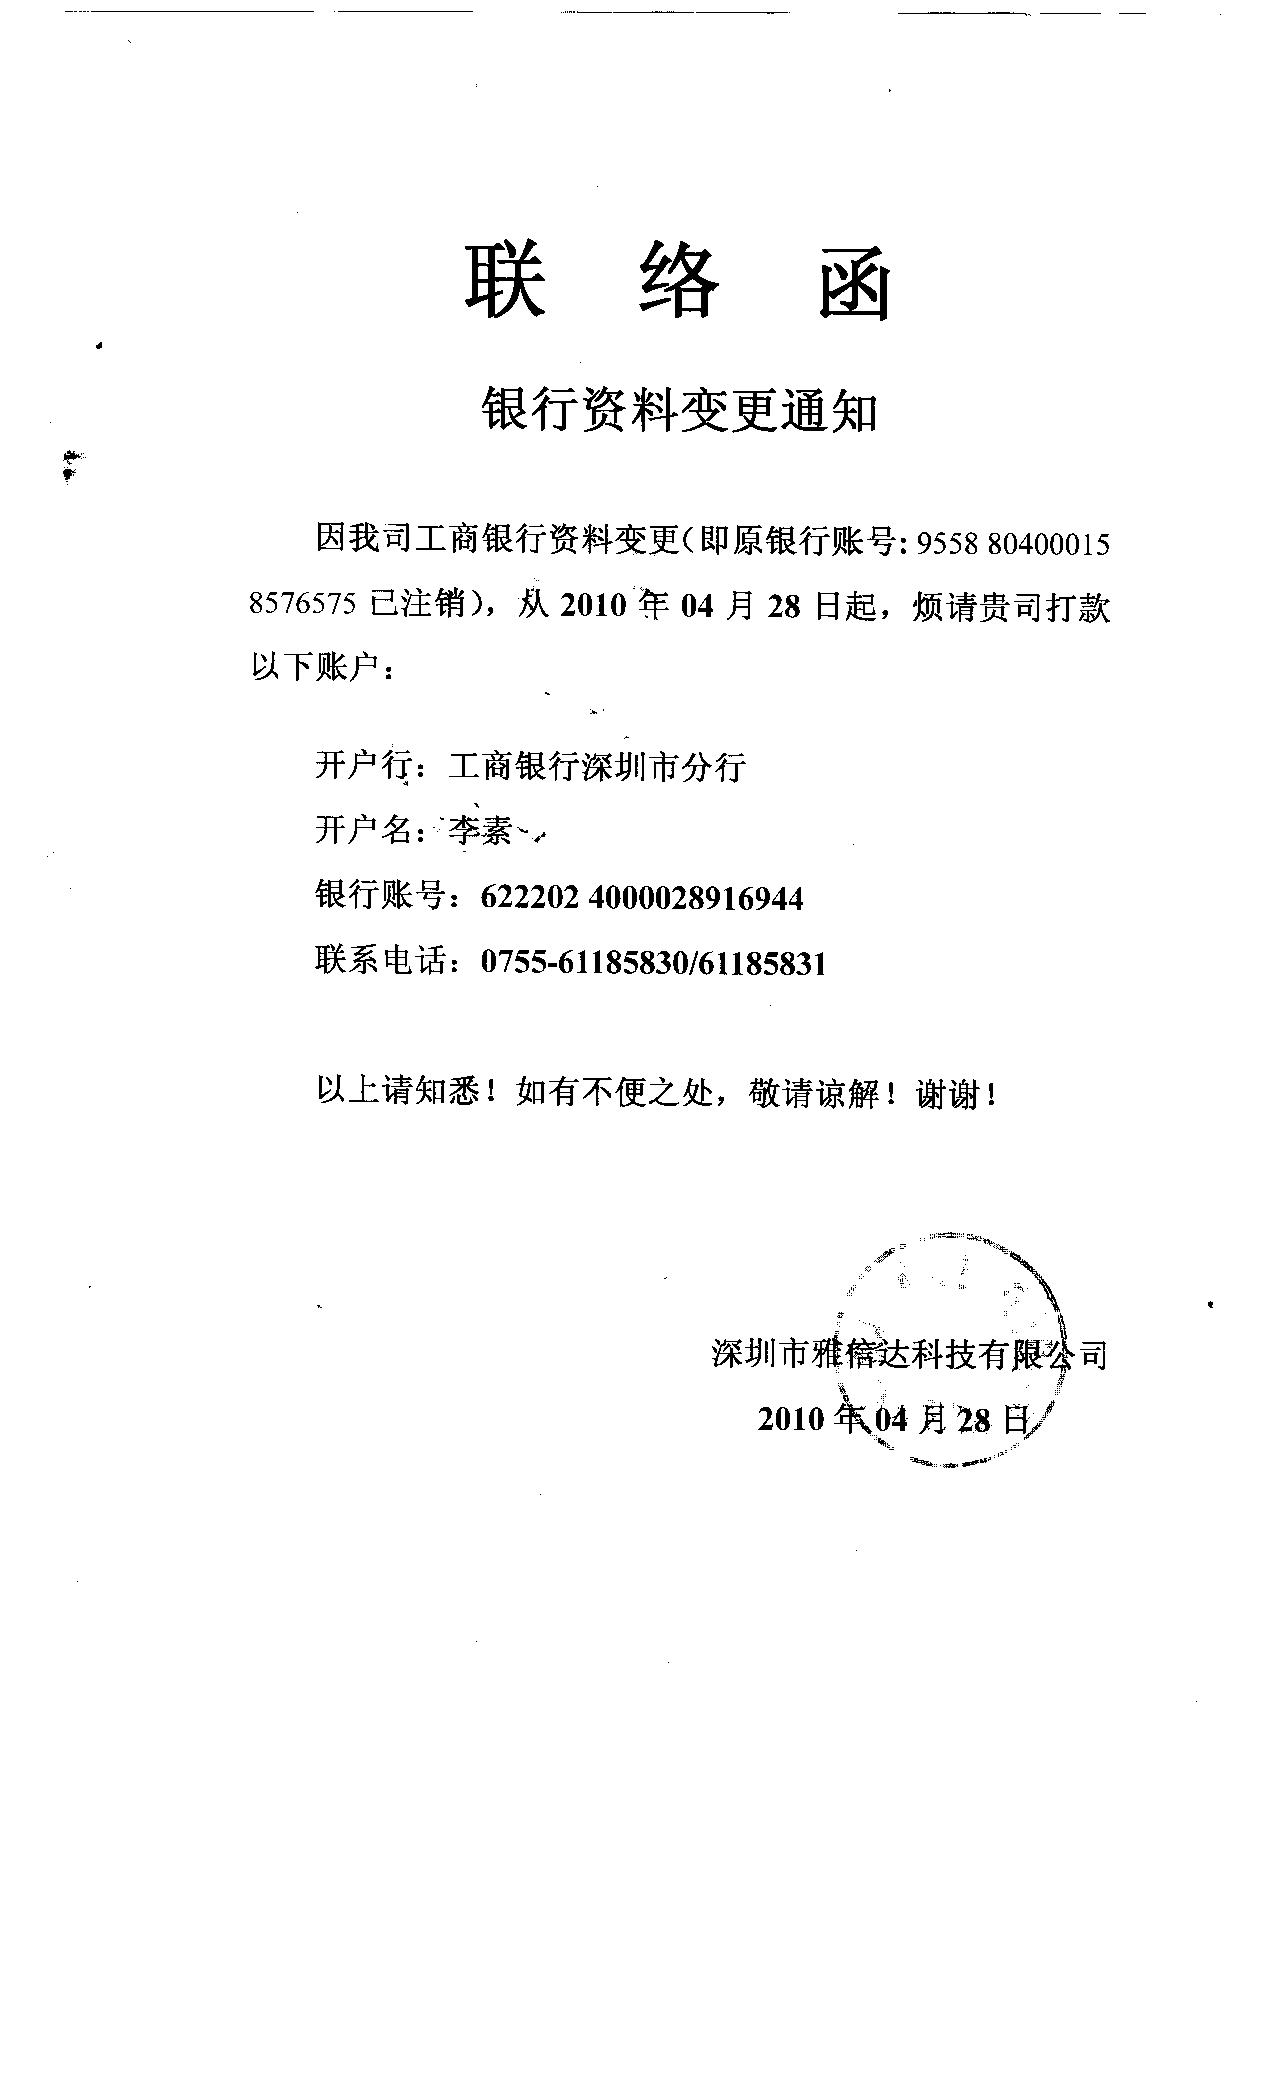 联 络 函
银行资料变更通知
因我司工商银行资料变更（即原银行账号：9558 80400015
8576575 已注销），从 2010 年 04 月 28 日起，烦请贵司打款
以下账户：
开户行：工商银行深圳市分行
开户名：李素
银行账号：622202 4000028916944
联系电话：0755-61185830/61185831
以上请知悉！如有不便之处，敬请谅解！谢谢！
深圳市雅信达科技有限公司
2010 年 04 月 28 日